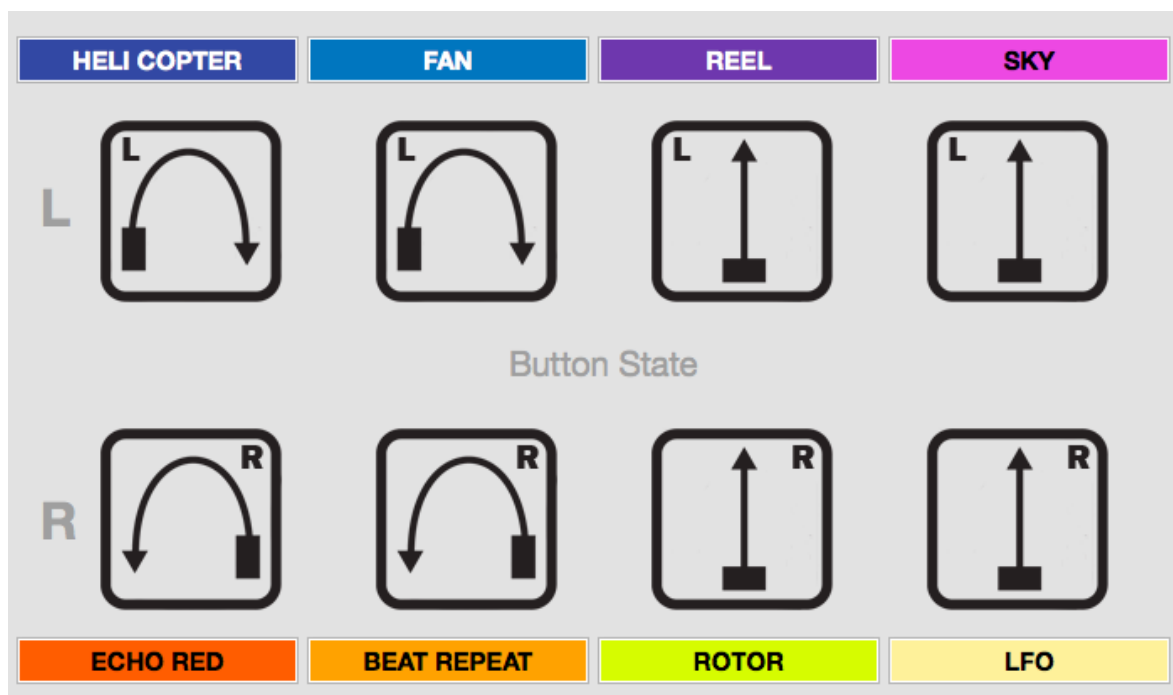 HELI COPTER FAN REEL SKY
L L L L
L
Button State
R R R R
R
ECHO RED BEAT REPEAT ROTOR LFO